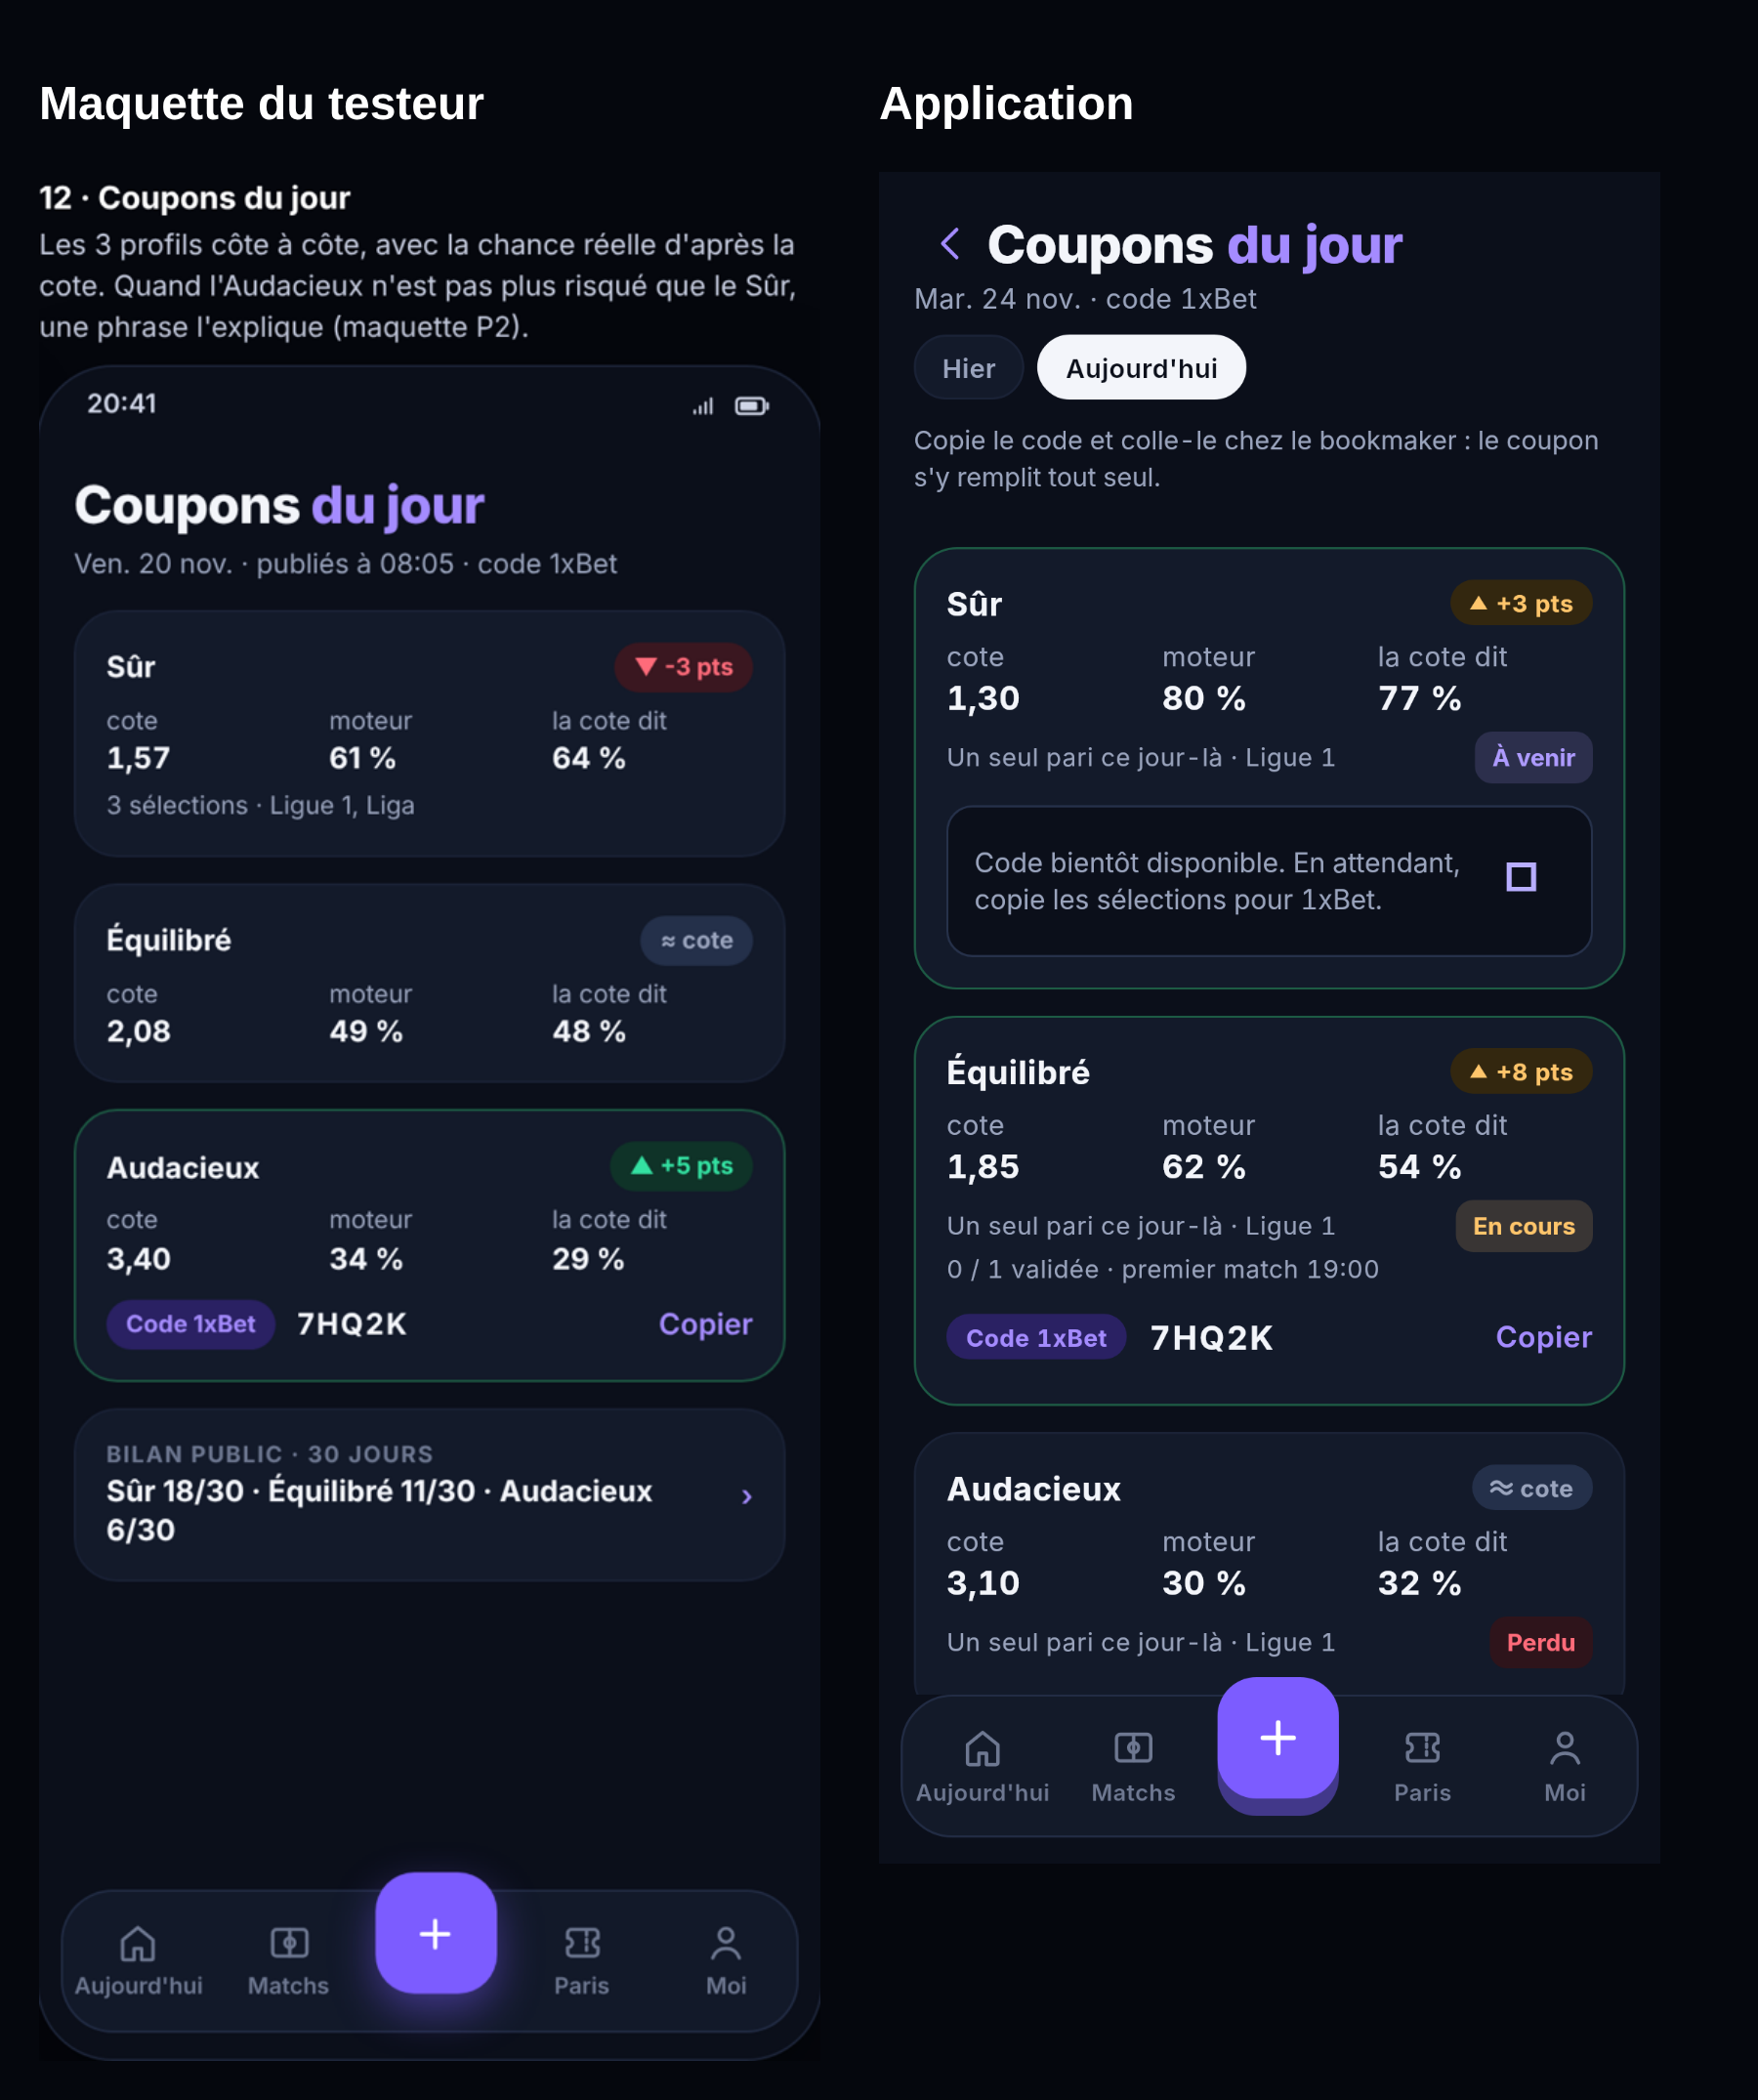 Maquette du testeur
12 · Coupons du jour
Les 3 profils côte à côte, avec la chance réelle d'après la
cote. Quand l'Audacieux n'est pas plus risqué que le Sûr,
une phrase l'explique (maquette P2).
20:41
Coupons du jour
Ven. 20 nov. · publiés à 08:05 · code 1xBet
Sûr
▼ -3 pts
cote moteur la cote dit
1,57 61 % 64 %
3 sélections · Ligue 1, Liga
Équilibré
≈ cote
cote moteur la cote dit
2,08 49 % 48 %
Audacieux
▲ +5 pts
cote moteur la cote dit
3,40 34 % 29 %
Code 1xBet 7HQ2K Copier
BILAN PUBLIC · 30 JOURS
Sûr 18/30 · Équilibré 11/30 · Audacieux
6/30
›
Aujourd'hui Matchs + Paris Moi
Application
Coupons du jour
Mar. 24 nov. · code 1xBet
Hier Aujourd'hui
Copie le code et colle-le chez le bookmaker : le coupon
s'y remplit tout seul.
Sûr
▲ +3 pts
cote moteur la cote dit
1,30 80 % 77 %
Un seul pari ce jour-là · Ligue 1
À venir
Code bientôt disponible. En attendant,
copie les sélections pour 1xBet.
Équilibré
▲ +8 pts
cote moteur la cote dit
1,85 62 % 54 %
Un seul pari ce jour-là · Ligue 1
En cours
0 / 1 validée · premier match 19:00
Code 1xBet 7HQ2K Copier
Audacieux
≈ cote
cote moteur la cote dit
3,10 30 % 32 %
Un seul pari ce jour-là · Ligue 1
Perdu
Aujourd'hui Matchs + Paris Moi